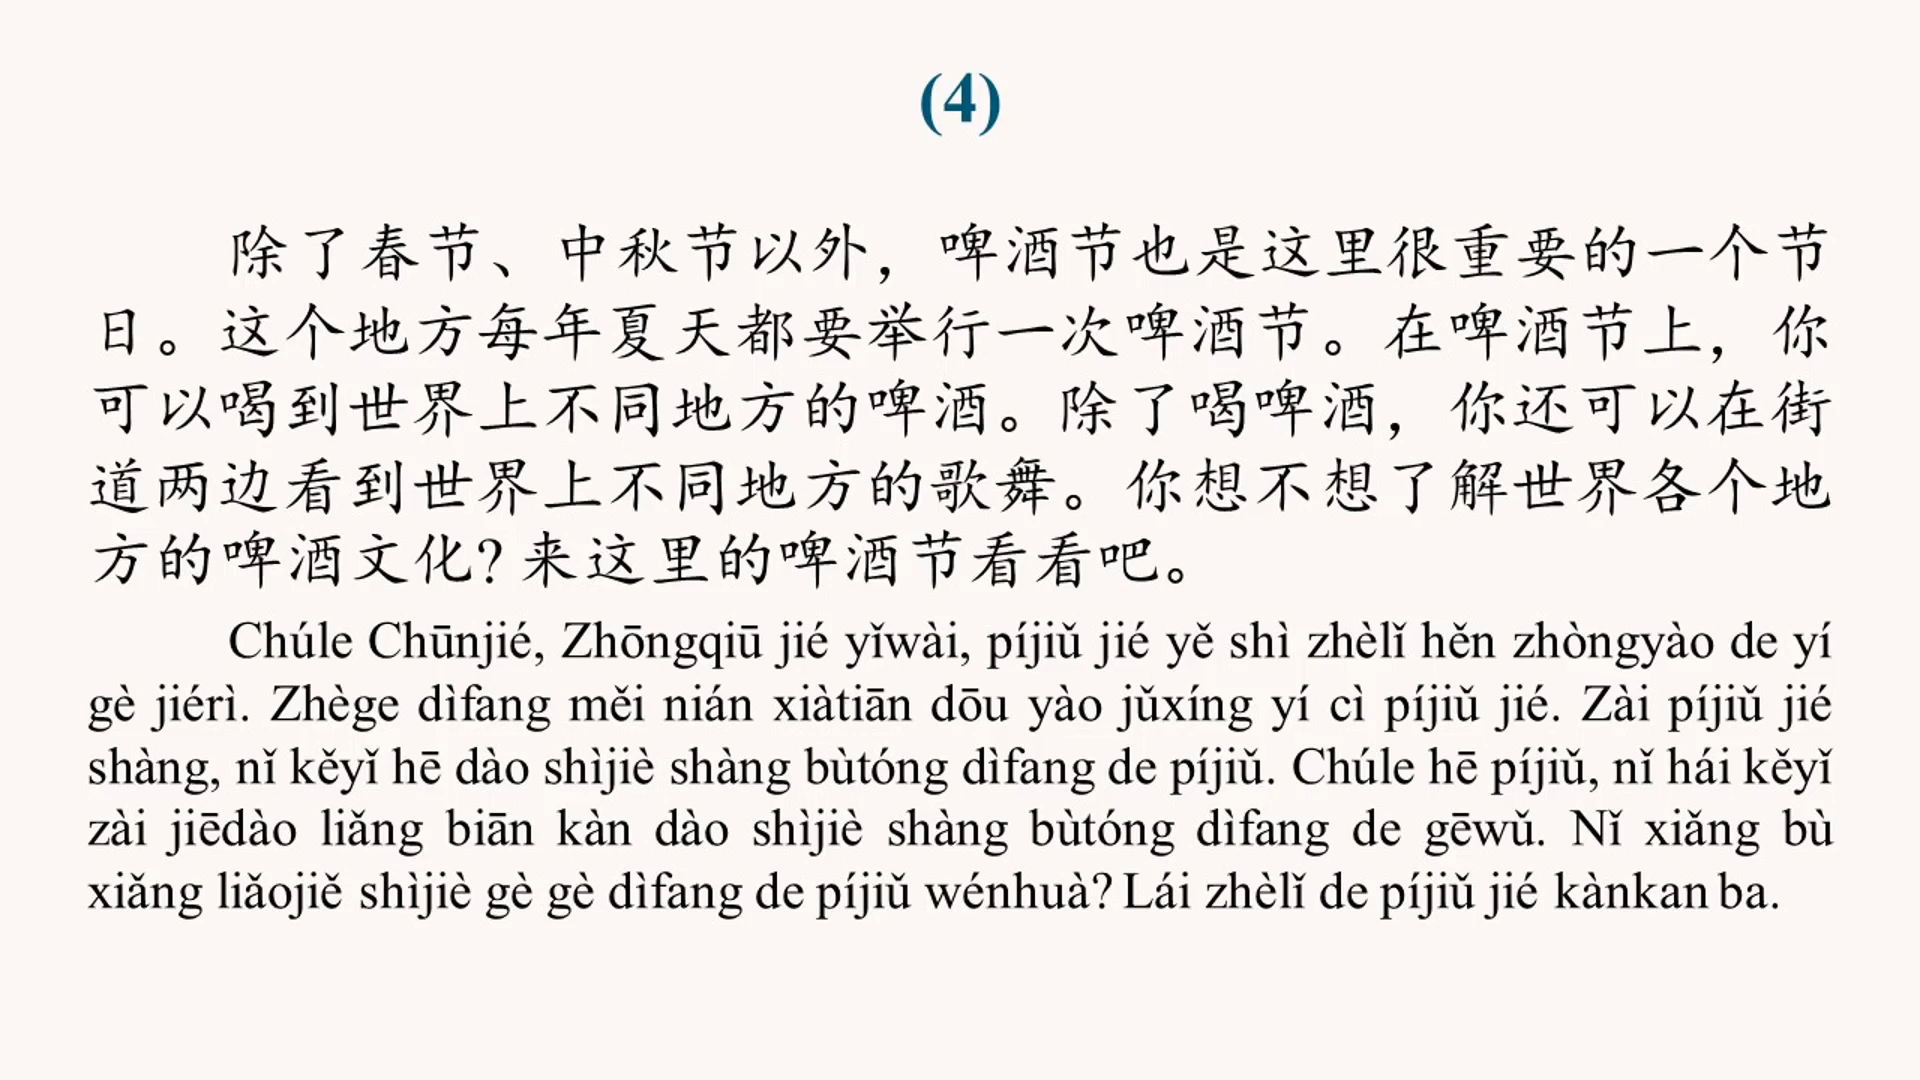 (4)
除了春节、中秋节以外，啤酒节也是这里很重要的一个节
日。这个地方每年夏天都要举行一次啤酒节。在啤酒节上，你
可以喝到世界上不同地方的啤酒。除了喝啤酒，你还可以在街
道两边看到世界上不同地方的歌舞。你想不想了解世界各个地
方的啤酒文化？来这里的啤酒节看看吧。
Chúle Chūnjié, Zhōngqiū jié yǐwài, píjiǔ jié yě shì zhèlǐ hěn zhòngyào de yí
gè jiérì. Zhège dìfang měi nián xiàtiān dōu yào jǔxíng yí cì píjiǔ jié. Zài píjiǔ jié
shàng, nǐ kěyǐ hē dào shìjiè shàng bùtóng dìfang de píjiǔ. Chúle hē píjiǔ, nǐ hái kěyǐ
zài jiēdào liǎng biān kàn dào shìjiè shàng bùtóng dìfang de gēwǔ. Nǐ xiǎng bù
xiǎng liǎojiě shìjiè gè gè dìfang de píjiǔ wénhuà? Lái zhèlǐ de píjiǔ jié kànkan ba.